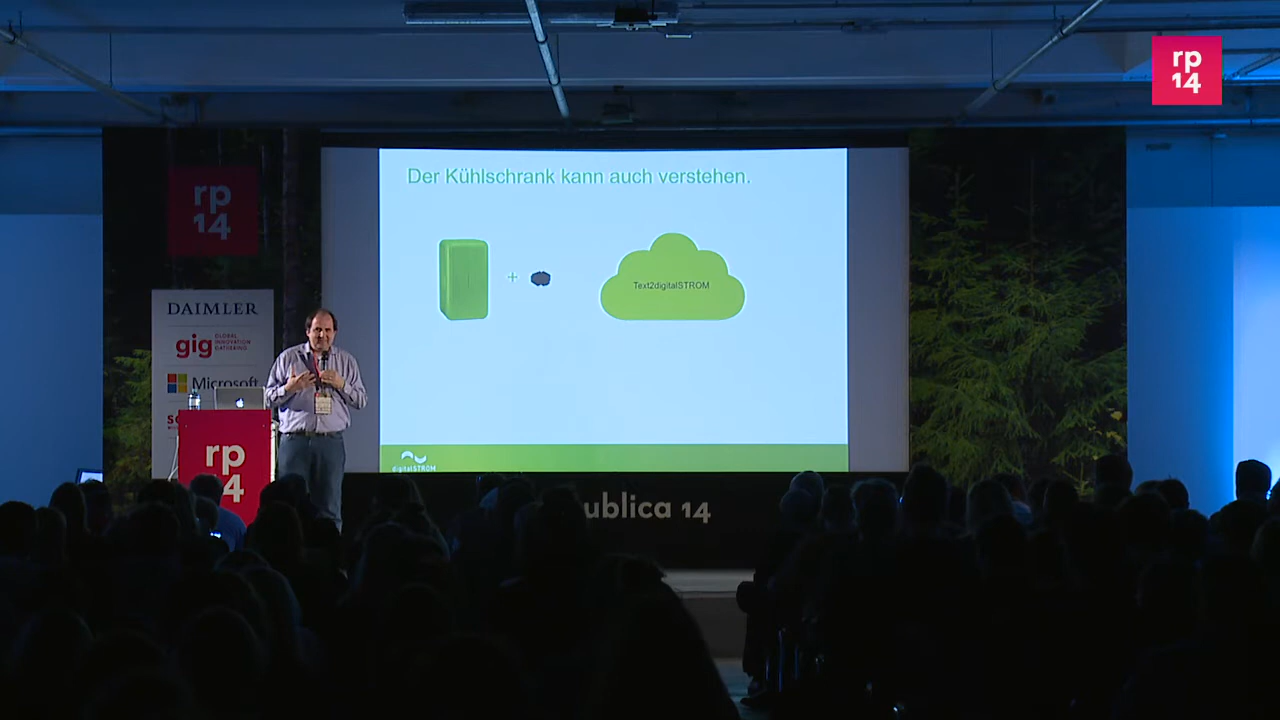 rp
14
rp
14
Der Kühlschrank kann auch verstehen.
+
Text2digitalSTROM
DAIMLER
gig GLOBAL
INNOVATION
GATHERING
Microsoft
rp
14
digitalSTROM
ublica 14